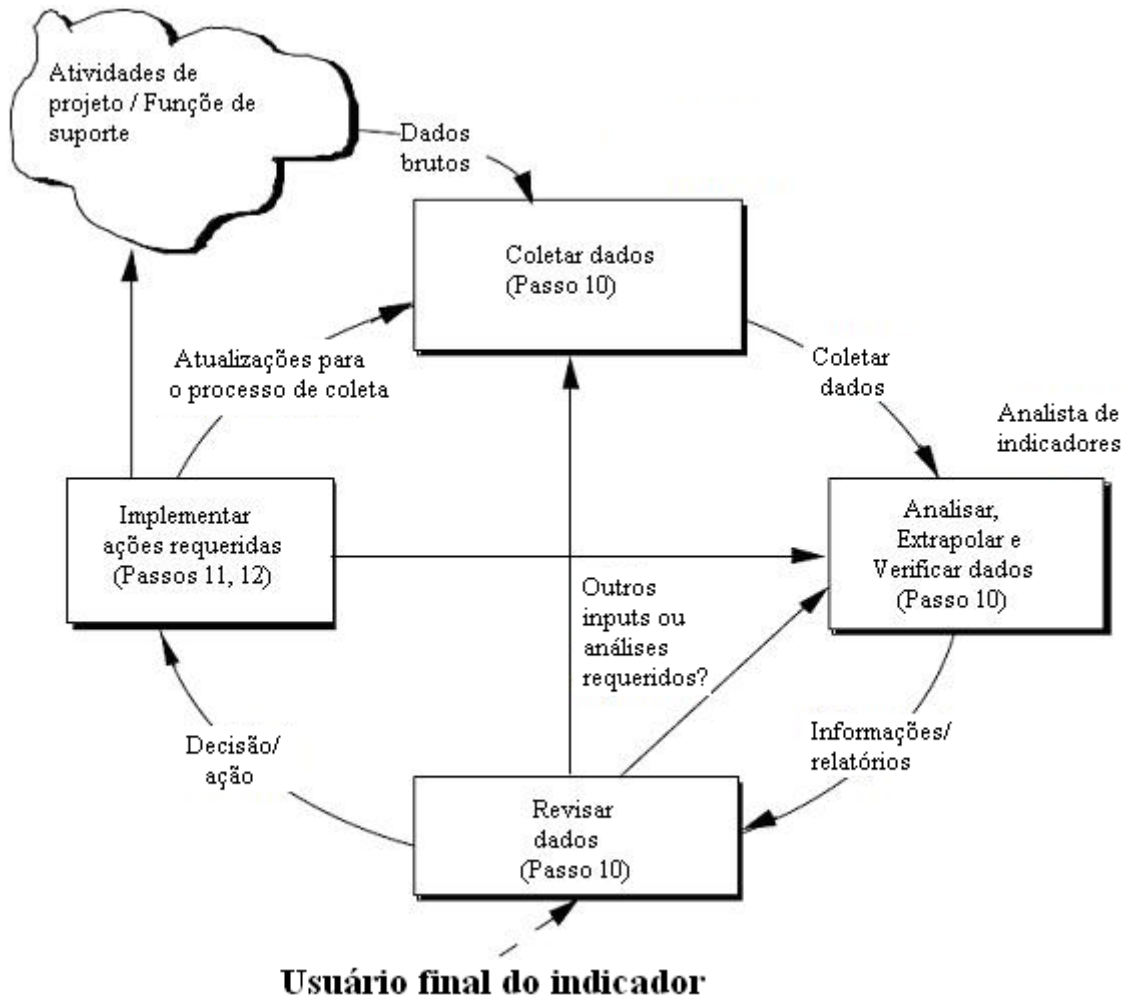 Atividades de
projeto / Funçõe de
suporte
Dados
brutos
Coletar dados
(Passo 10)
Atualizações para
o processo de coleta
Coletar
dados
Analista de
indicadores
Implementar
ações requeridas
(Passos 11, 12)
Analisar,
Extrapolar e
Verificar dados
(Passo 10)
Outros
inputs ou
análises
requeridos?
Decisão/
ação
Informações/
relatórios
Revisar
dados
(Passo 10)
Usuário final do indicador